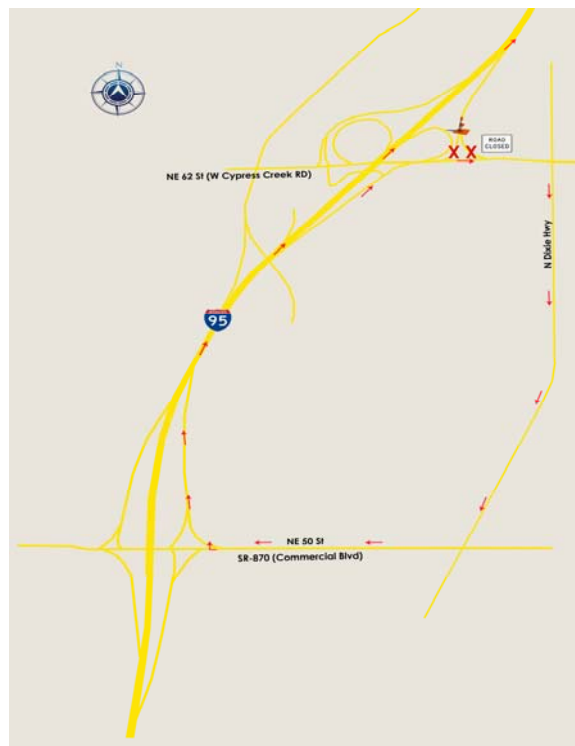 N
ROAD
CLOSED
X X
NE 62 St (W Cypress Creek RD)
N Dixie Hwy
95
NE 50 St
SR-870 (Commercial Blvd)